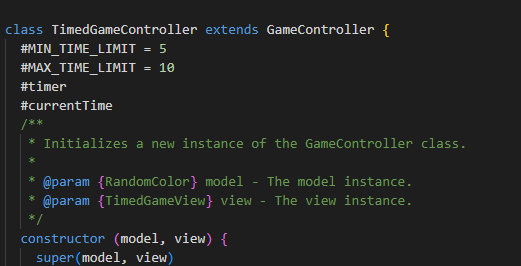 class TimedGameController extends GameController {
#MIN_TIME_LIMIT = 5
#MAX_TIME_LIMIT = 10
#timer
#currentTime
/**
* Initializes a new instance of the GameController class.
*
* @param {RandomColor} model - The model instance.
* @param {TimedGameView} view - The view instance.
*/
constructor (model, view) {
super(model, view)